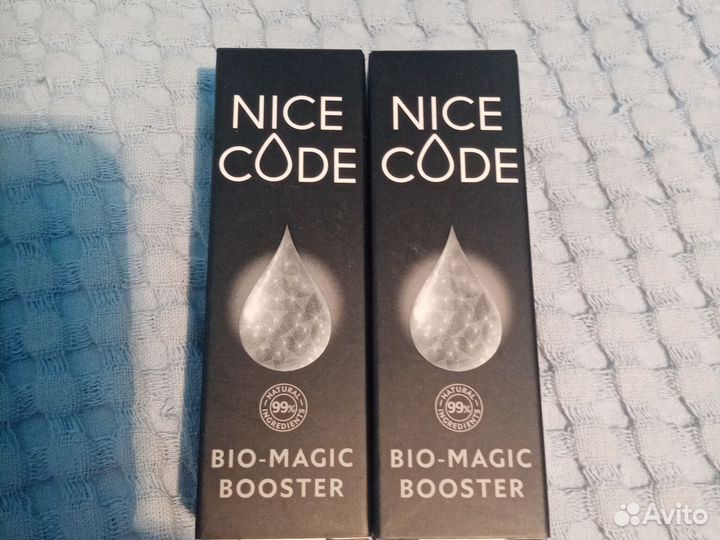 NICE
CODE
NATURAL
99%
INGREDIENTS
BIO-MAGIC
BOOSTER
NICE
CODE
NATURAL
99%
INGREDIENTS
BIO-MAGIC
BOOSTER
Avito